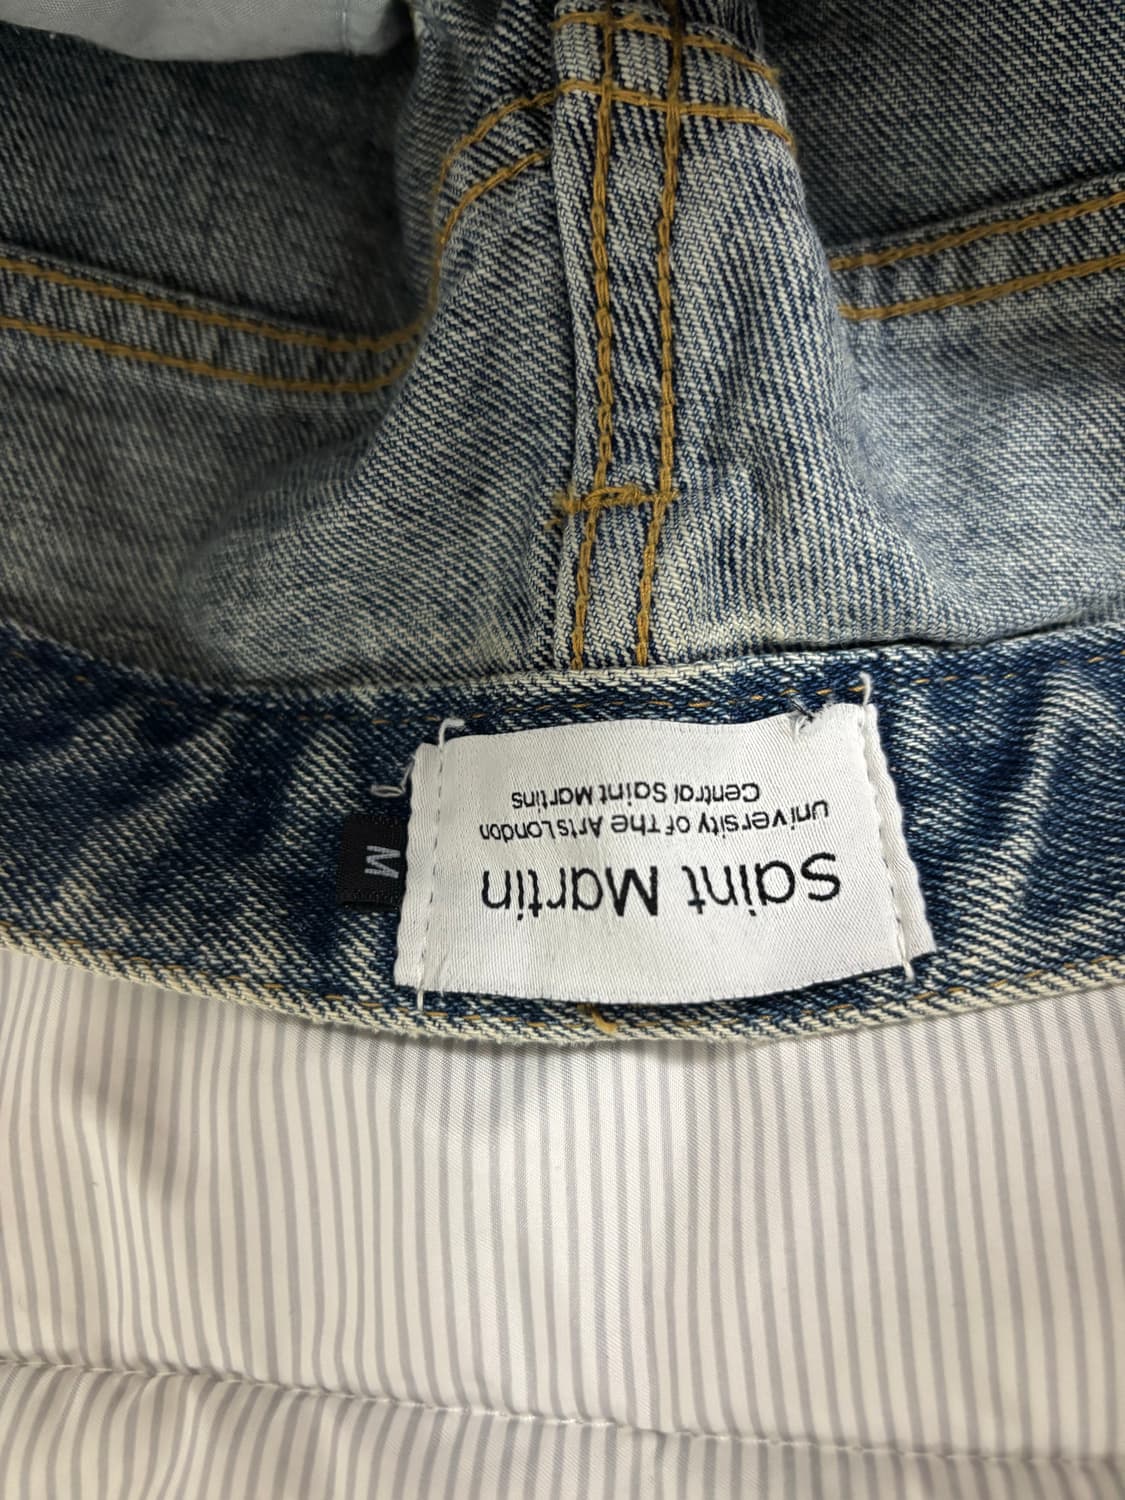 Saint Martin
university of the Arts London
Central Saint Martins
M